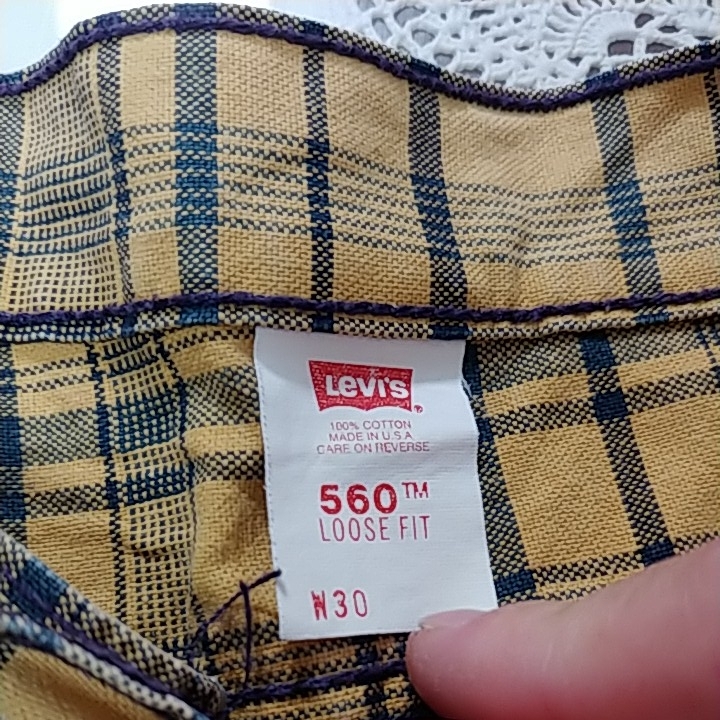 Levi's ®
100% COTTON
MADE IN U.S.A
CARE ON REVERSE
560™
LOOSE FIT
W30